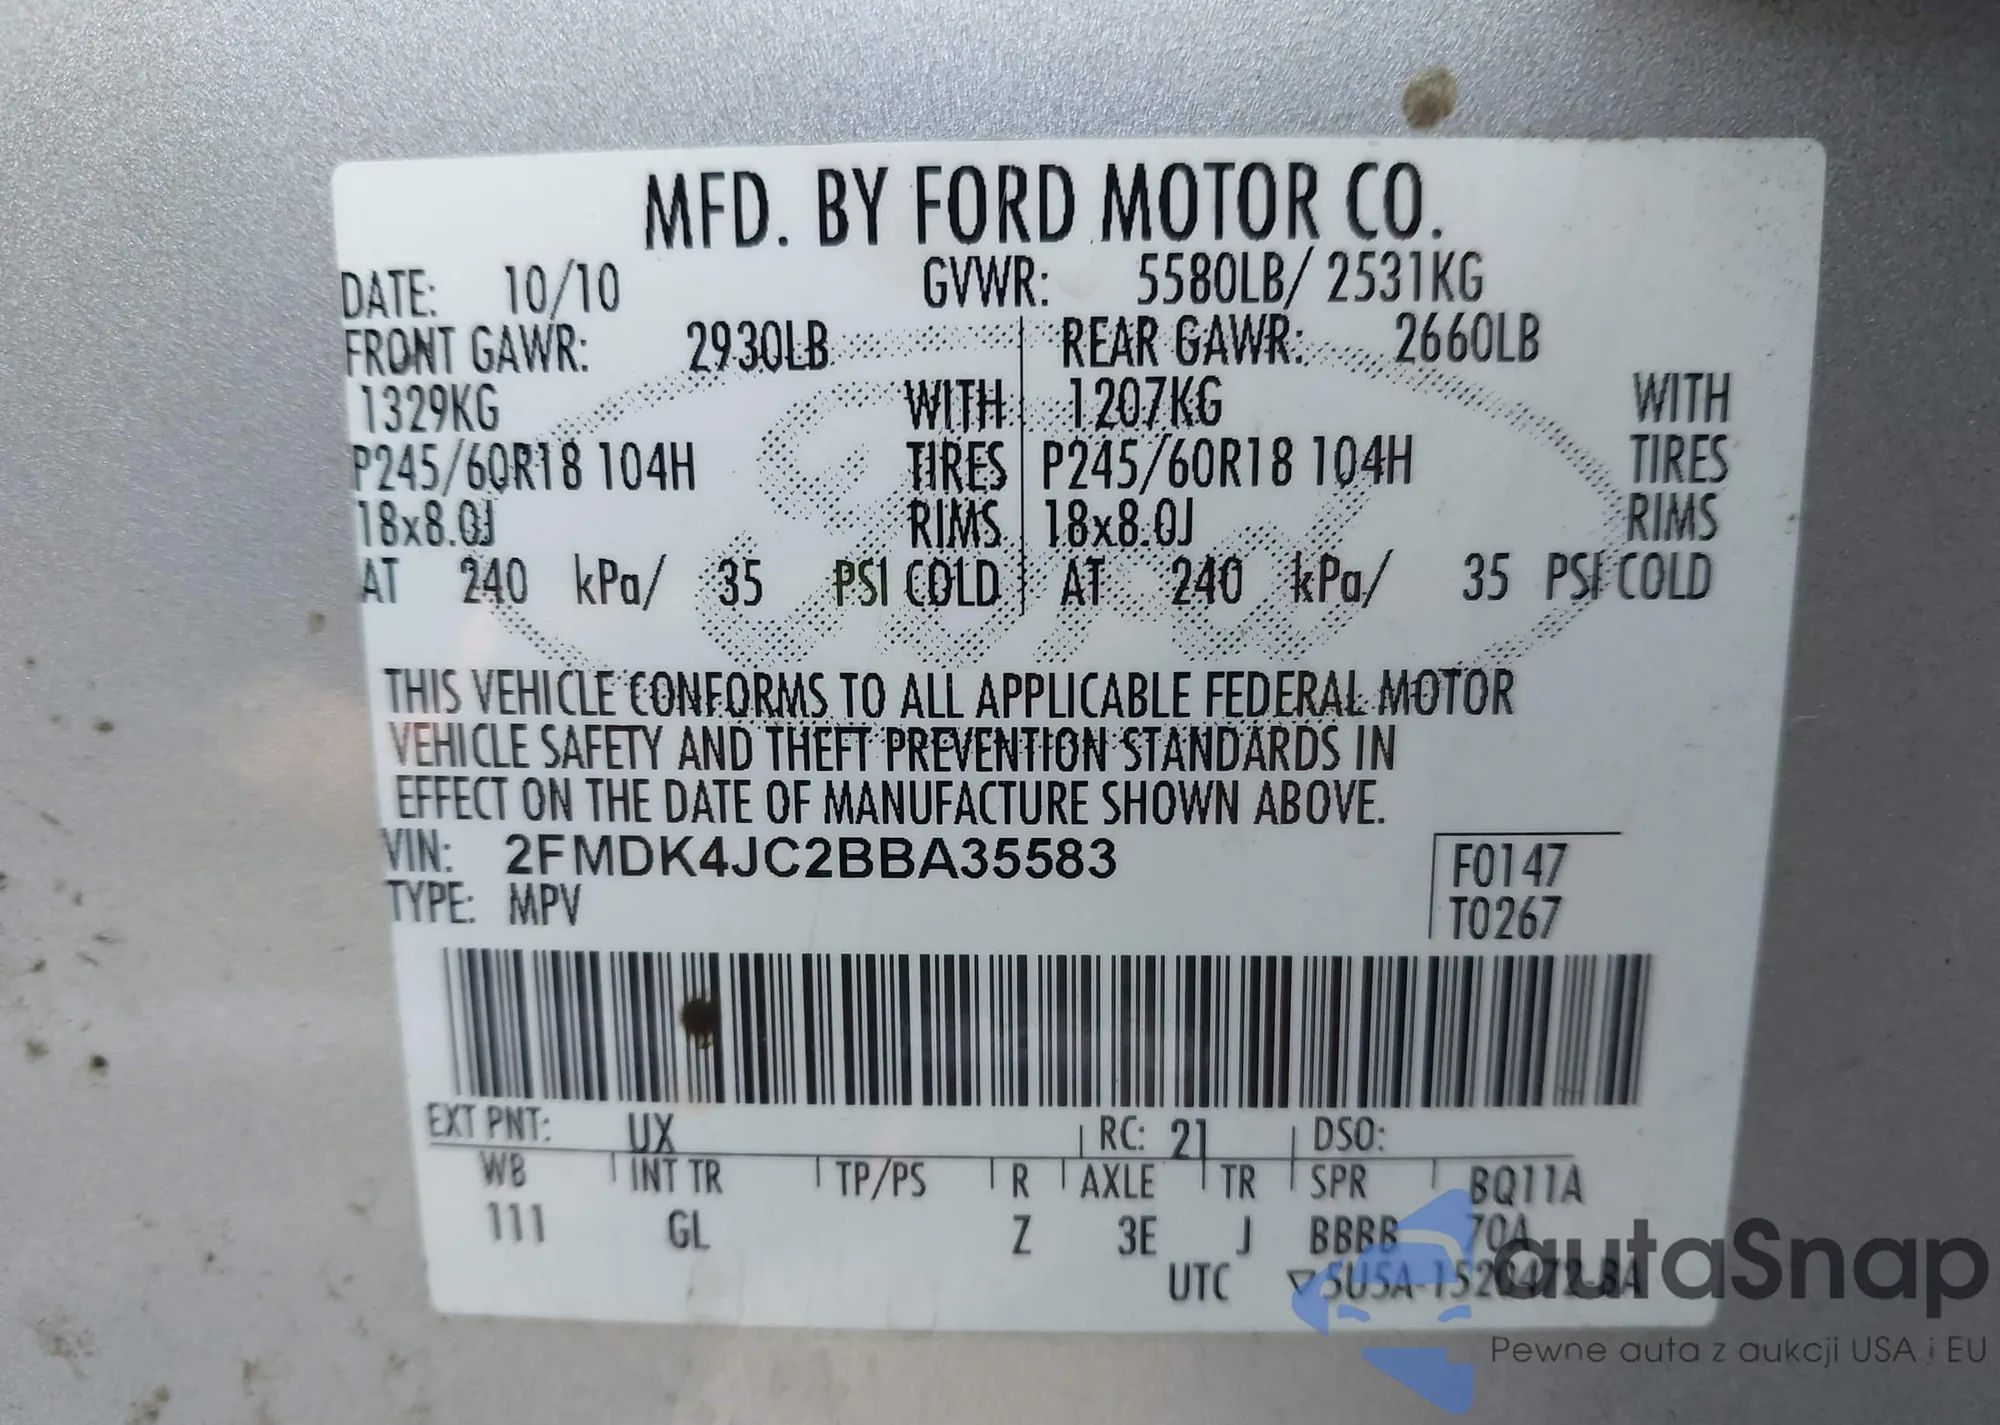 MFD. BY FORD MOTOR CO.
DATE: 10/10 GVWR: 5580LB/ 2531KG
FRONT GAWR: 2930LB REAR GAWR: 2660LB
1329KG WITH 1207KG WITH
P245/60R18 104H TIRES P245/60R18 104H TIRES
18x8.0J RIMS 18x8.0J RIMS
AT 240 kPa/ 35 PSI COLD AT 240 kPa/ 35 PSI COLD
THIS VEHICLE CONFORMS TO ALL APPLICABLE FEDERAL MOTOR
VEHICLE SAFETY AND THEFT PREVENTION STANDARDS IN
EFFECT ON THE DATE OF MANUFACTURE SHOWN ABOVE.
VIN: 2FMDK4JC2BBA35583 F0147
TYPE: MPV T0267
EXT PNT: UX RC: 21 DSO:
WB INT TR TP/PS R AXLE TR SPR BQ11A
111 GL Z 3E J BBBB 70A
UTC ▽5U5A-1520472-BA
autaSnap
Pewne auta z aukcji USA i EU